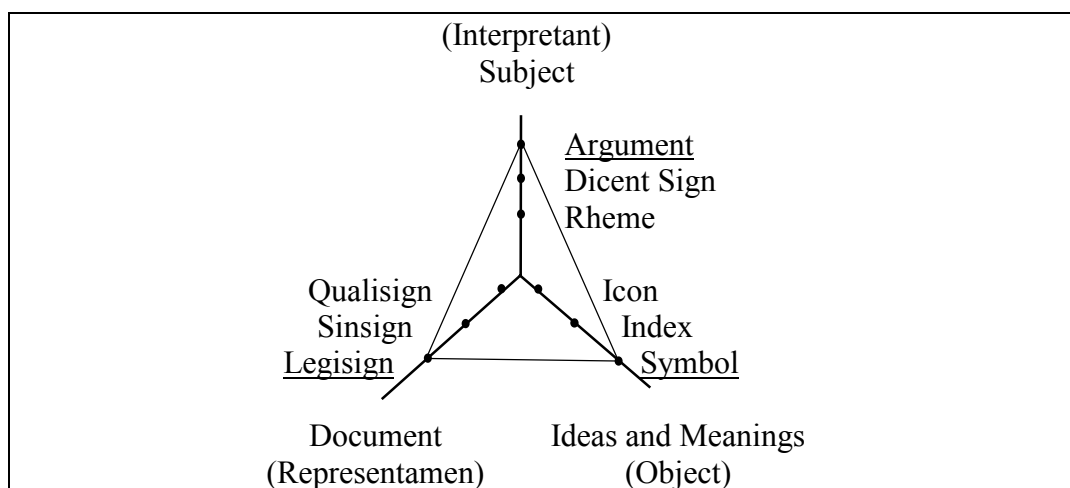 (Interpretant)
Subject
Argument
Dicent Sign
Rheme
Qualisign
Icon
Sinsign
Index
Legisign
Symbol
Document
Ideas and Meanings
(Representamen)
(Object)